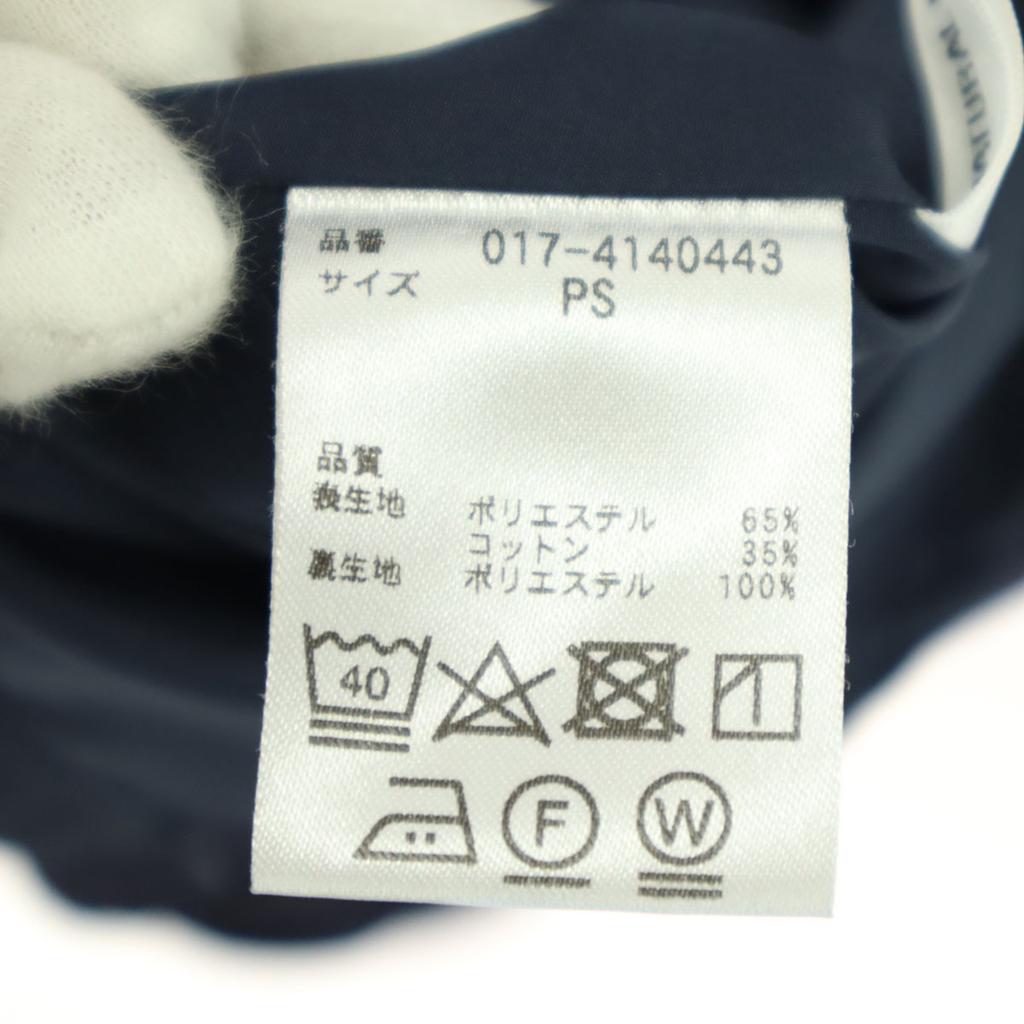 NATURAL
品番 017-4140443
サイズ PS
品質
表生地 ポリエステル 65%
コットン 35%
裏生地 ポリエステル 100%
40
F
W